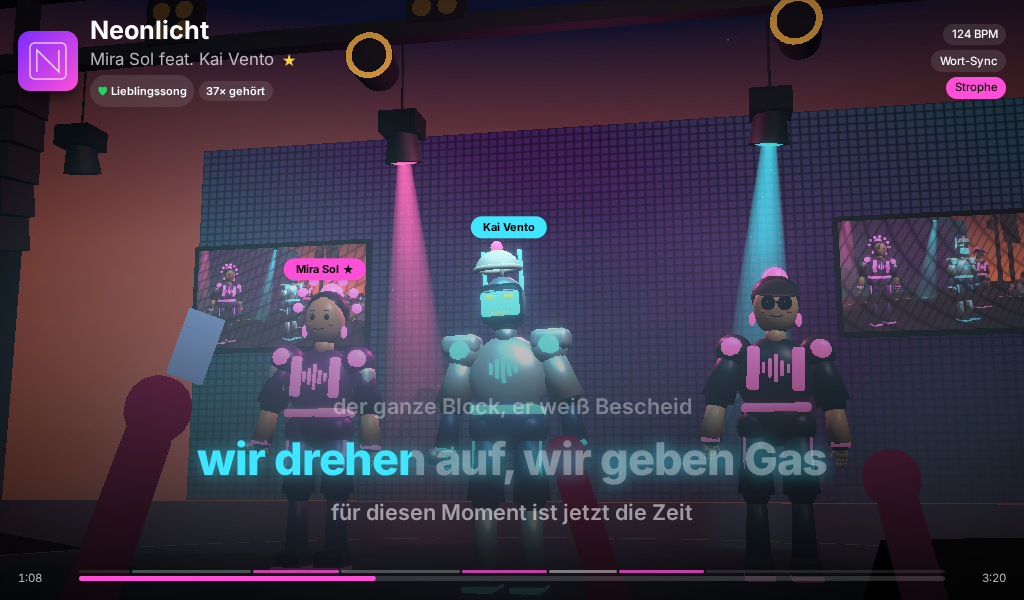 Neonlicht
Mira Sol feat. Kai Vento ★
Lieblingssong
37× gehört
124 BPM
Wort-Sync
Strophe
Kai Vento
Mira Sol ★
der ganze Block, er weiß Bescheid
wir drehen auf, wir geben Gas
für diesen Moment ist jetzt die Zeit
1:08
3:20